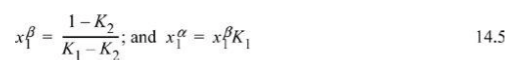 x₁^β = (1 – K₂)/(K₁ – K₂); and x₁^α = x₁^β K₁ 14.5